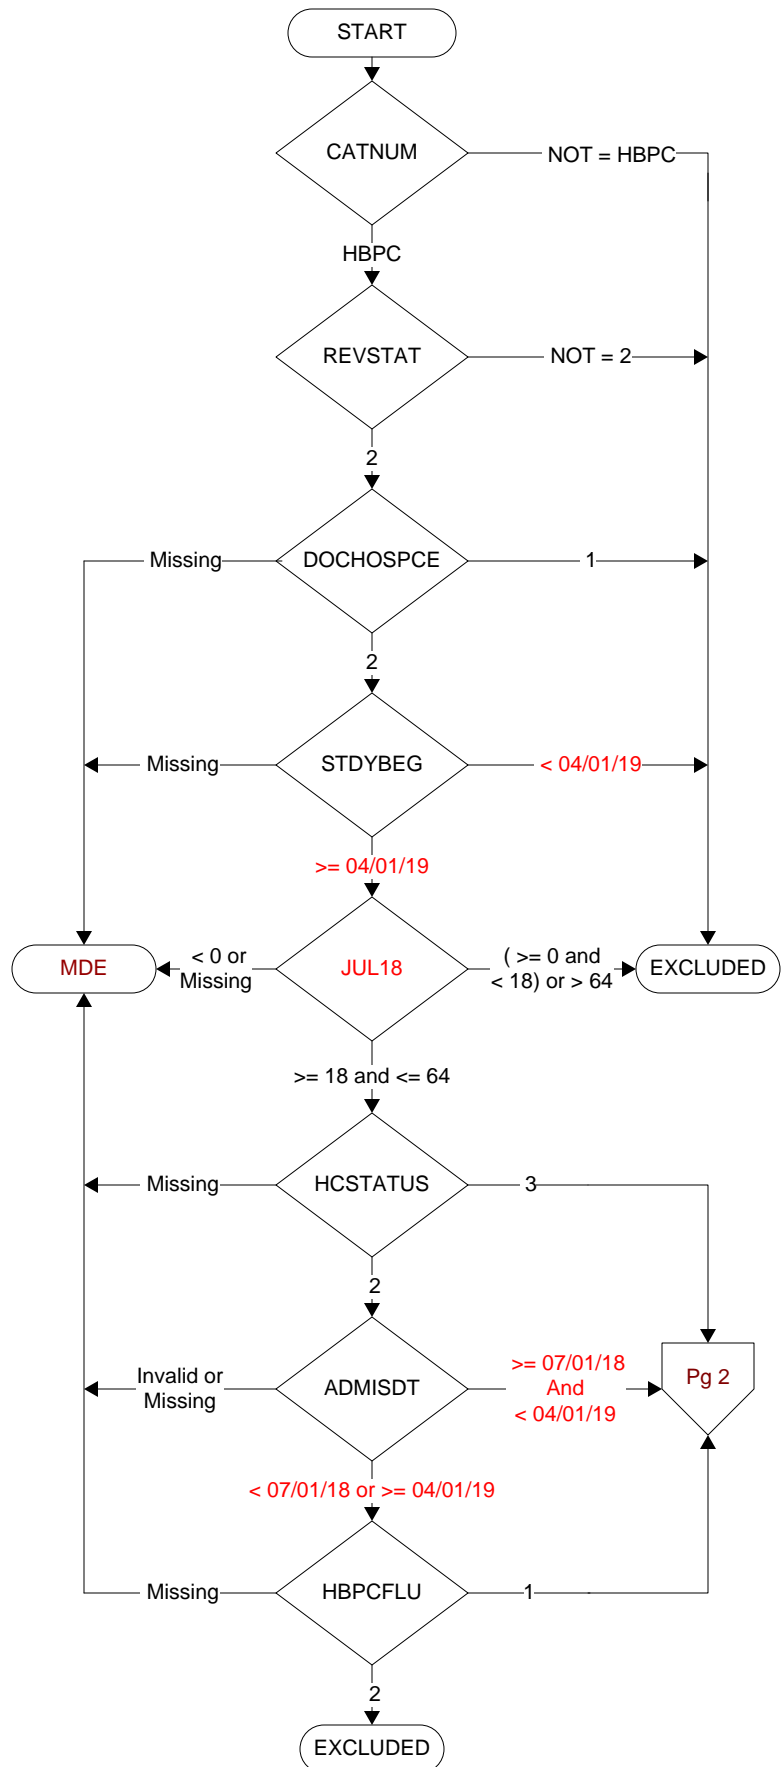 START
CATNUM
NOT = HBPC
HBPC
REVSTAT
NOT = 2
2
Missing
DOCHOSPCE
1
2
Missing
STDYBEG
< 04/01/19
>= 04/01/19
MDE
< 0 or
Missing
JUL18
( >= 0 and
< 18) or > 64
EXCLUDED
>= 18 and <= 64
Missing
HCSTATUS
3
2
Invalid or
Missing
ADMISDT
>= 07/01/18
And
< 04/01/19
Pg 2
< 07/01/18 or >= 04/01/19
Missing
HBPCFLU
1
2
EXCLUDED